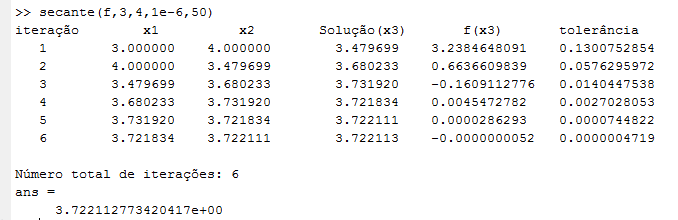 >> secante(f,3,4,1e-6,50)
iteração x1 x2 Solução(x3) f(x3) tolerância
1 3.000000 4.000000 3.479699 3.2384648091 0.1300752854
2 4.000000 3.479699 3.680233 0.6636609839 0.0576295972
3 3.479699 3.680233 3.731920 -0.1609112776 0.0140447538
4 3.680233 3.731920 3.721834 0.0045472782 0.0027028053
5 3.731920 3.721834 3.722111 0.0000286293 0.0000744822
6 3.721834 3.722111 3.722113 -0.0000000052 0.0000004719
Número total de iterações: 6
ans =
3.722112773420417e+00